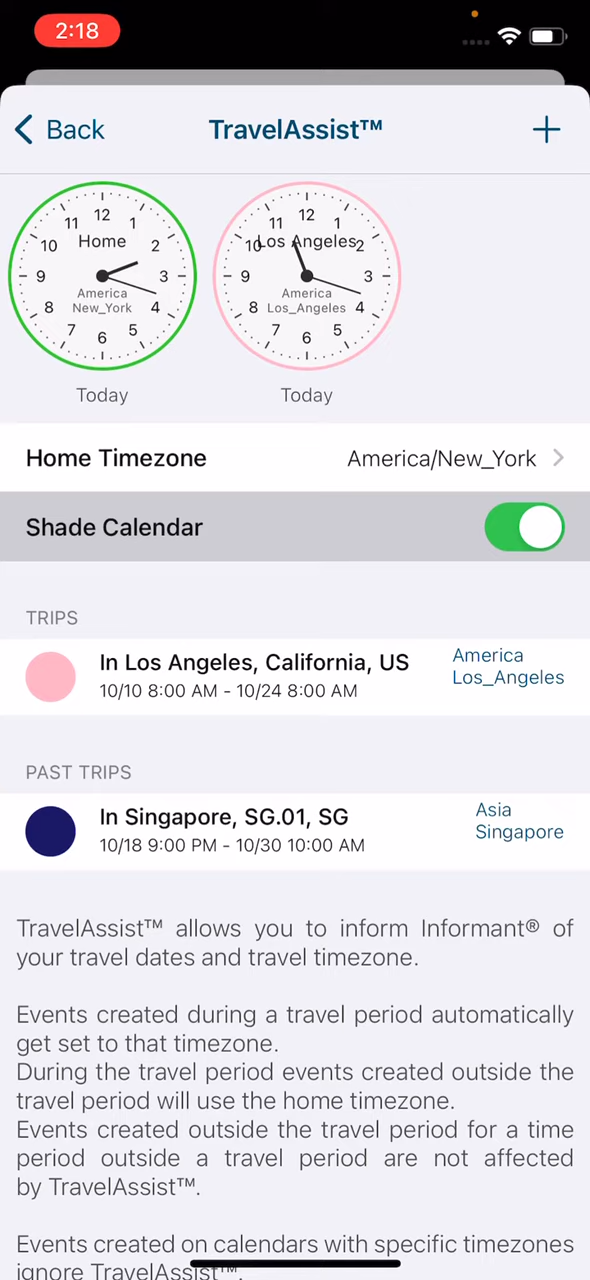 2:18
Back
TravelAssist™
+
12
11 1
Home
10 2
9 3
America
8 New_York 4
7 5
6
12
11 1
Los Angeles
10 2
9 3
America
8 Los_Angeles 4
7 5
6
Today
Today
Home Timezone America/New_York
Shade Calendar
TRIPS
In Los Angeles, California, US
10/10 8:00 AM - 10/24 8:00 AM
America
Los_Angeles
PAST TRIPS
In Singapore, SG.01, SG
10/18 9:00 PM - 10/30 10:00 AM
Asia
Singapore
TravelAssist™ allows you to inform Informant® of
your travel dates and travel timezone.
Events created during a travel period automatically
get set to that timezone.
During the travel period events created outside the
travel period will use the home timezone.
Events created outside the travel period for a time
period outside a travel period are not affected
by TravelAssist™.
Events created on calendars with specific timezones
ignore TravelAssist™.